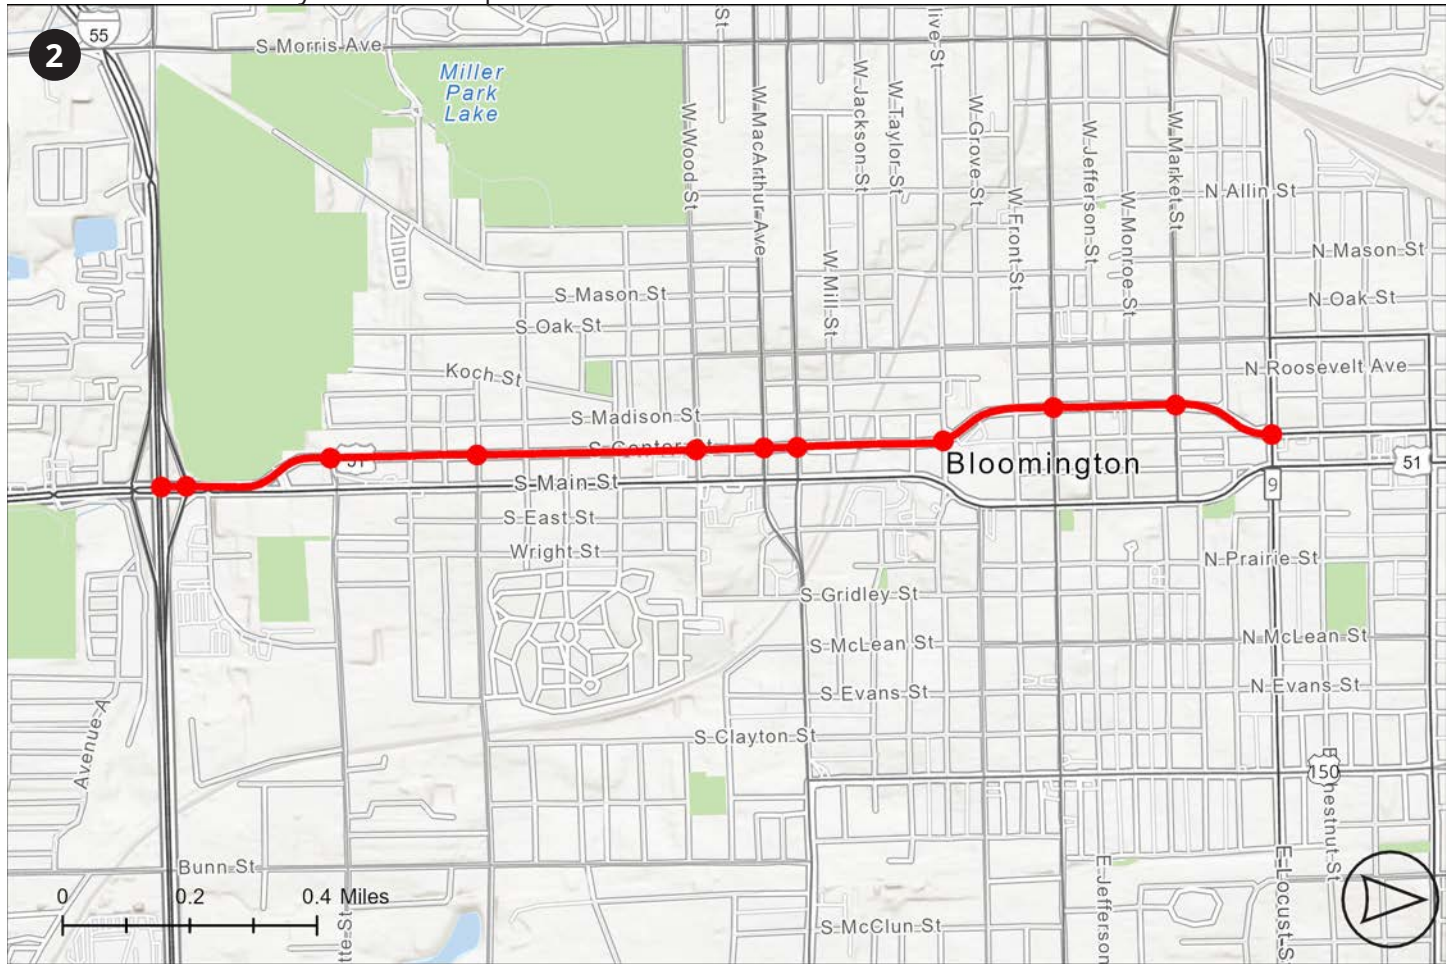 55
2
S Morris Ave
Miller
Park
Lake
W Wood St
W MacArthur Ave
W Jackson St
W Taylor St
W Grove St
W Front St
W Jefferson St
W Monroe St
W Market St
W Mill St
St
N Allin St
N Mason St
N Oak St
N Roosevelt Ave
S Mason St
S Oak St
Koch St
S Madison St
S Center St
S Main St
Bloomington
51
51
9
S East St
Wright St
N Prairie St
S Gridley St
S McLean St
N McLean St
S Evans St
N Evans St
S Clayton St
150
Avenue A
Bunn St
0 0.2 0.4 Miles
S McClun St
E Jefferson
E Locust S